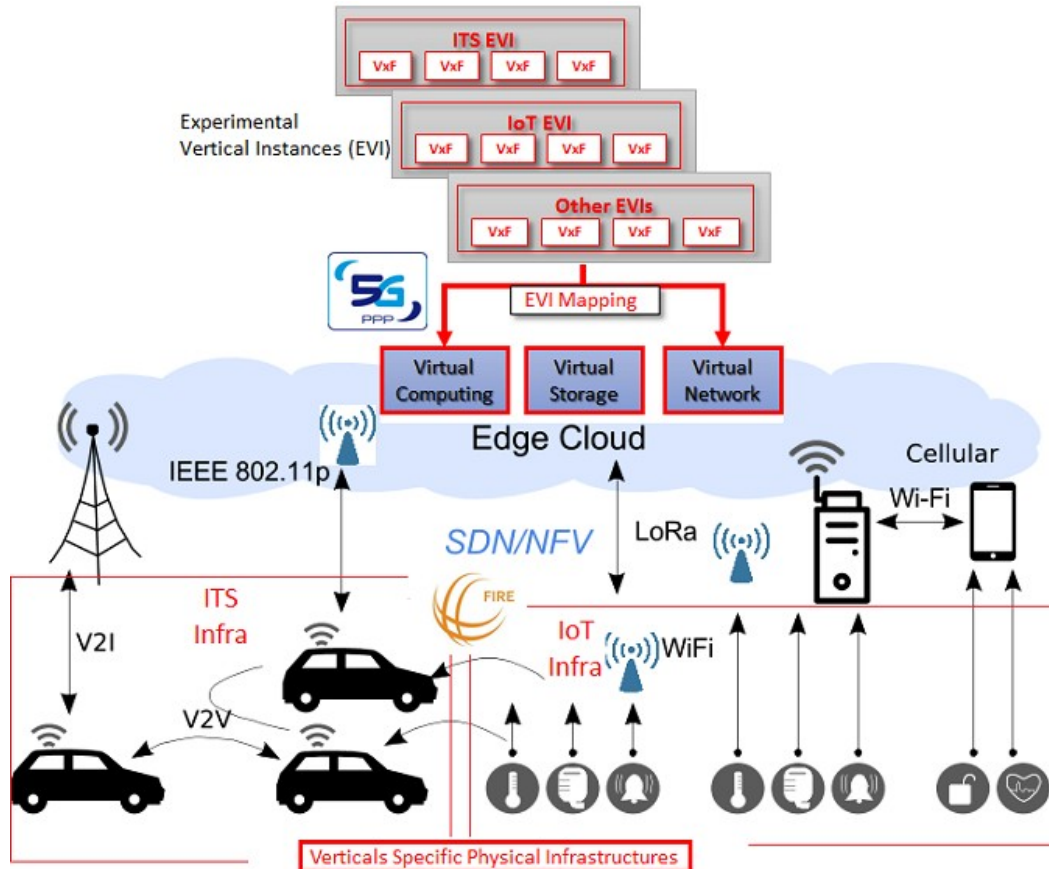 ITS EVI
VxF VxF VxF VxF
Experimental
Vertical Instances (EVI)
IoT EVI
VxF VxF VxF VxF
Other EVIs
VxF VxF VxF VxF
5G
PPP
EVI Mapping
Virtual
Computing
Virtual
Storage
Virtual
Network
Edge Cloud
IEEE 802.11p
Cellular
Wi-Fi
SDN/NFV
LoRa
FIRE
ITS
Infra
IoT
Infra
WiFi
V2I
V2V
Verticals Specific Physical Infrastructures